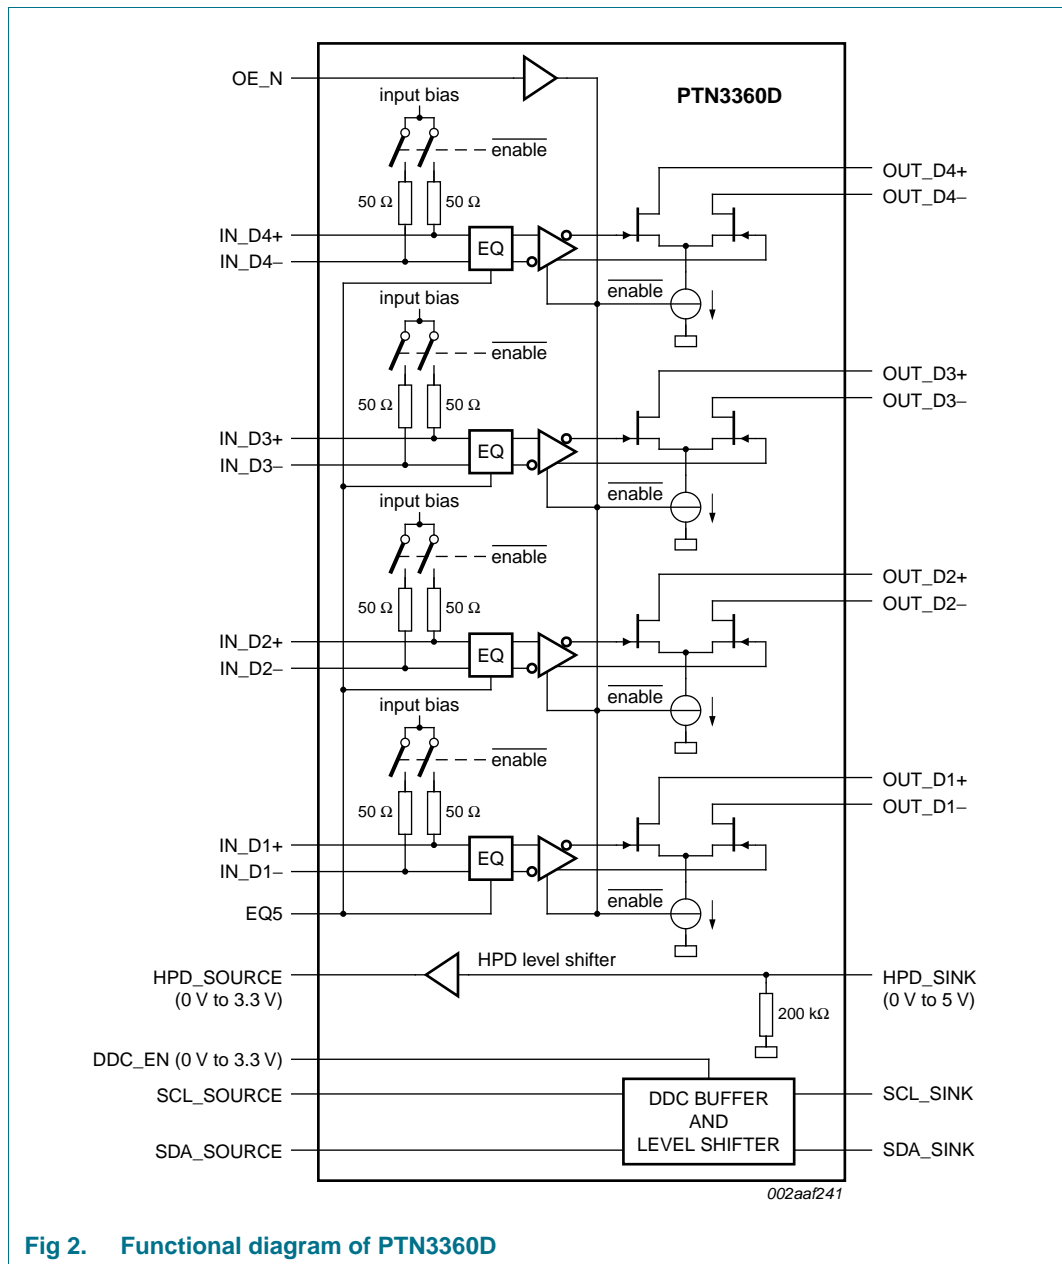 OE_N
input bias
PTN3360D
enable
OUT_D4+
OUT_D4−
50 Ω 50 Ω
IN_D4+
EQ
IN_D4−
enable
input bias
enable
OUT_D3+
OUT_D3−
50 Ω 50 Ω
IN_D3+
EQ
IN_D3−
enable
input bias
enable
OUT_D2+
OUT_D2−
50 Ω 50 Ω
IN_D2+
EQ
IN_D2−
enable
input bias
enable
OUT_D1+
OUT_D1−
50 Ω 50 Ω
IN_D1+
EQ
IN_D1−
enable
EQ5
HPD level shifter
HPD_SOURCE
(0 V to 3.3 V)
HPD_SINK
(0 V to 5 V)
200 kΩ
DDC_EN (0 V to 3.3 V)
SCL_SOURCE
DDC BUFFER
AND
LEVEL SHIFTER
SCL_SINK
SDA_SOURCE
SDA_SINK
002aaf241
Fig 2. Functional diagram of PTN3360D